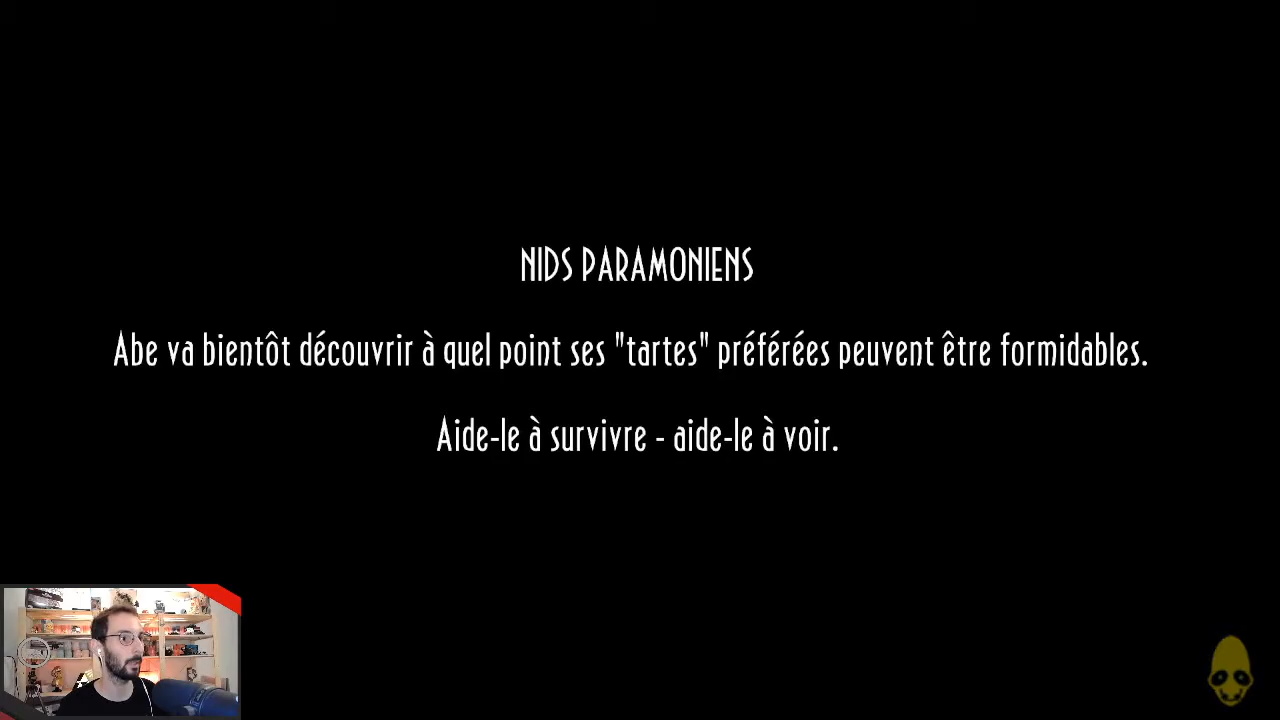 NIDS PARAMONIENS
Abe va bientôt découvrir à quel point ses "tartes" préférées peuvent être formidables.
Aide-le à survivre - aide-le à voir.